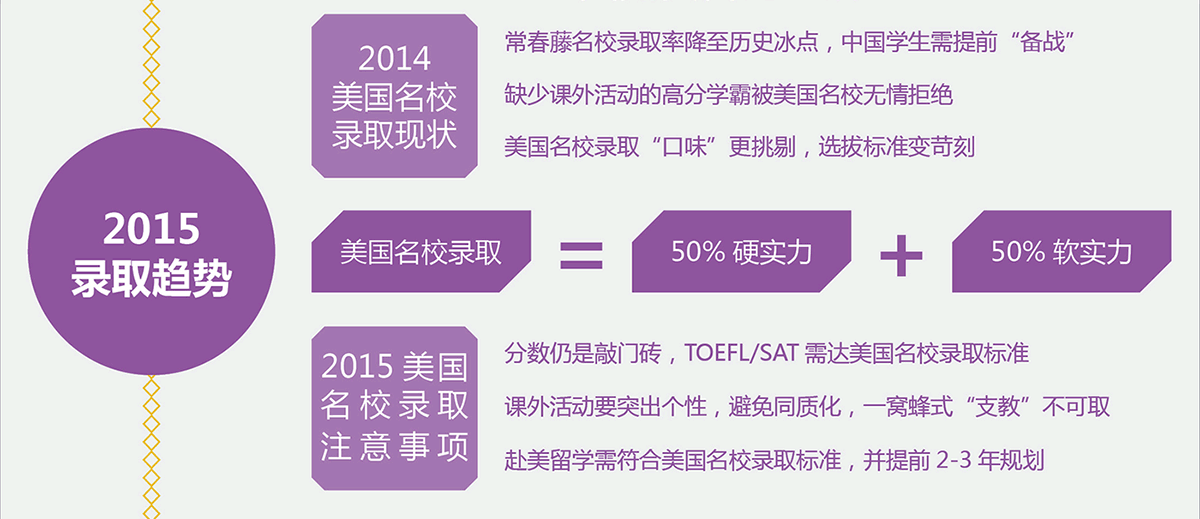 2014
美国名校
录取现状
常春藤名校录取率降至历史冰点，中国学生需提前“备战”
缺少课外活动的高分学霸被美国名校无情拒绝
美国名校录取“口味”更挑剔，选拔标准变苛刻
2015
录取趋势
美国名校录取 = 50% 硬实力 + 50% 软实力
2015 美国
名校录取
注意事项
分数仍是敲门砖，TOEFL/SAT 需达美国名校录取标准
课外活动要突出个性，避免同质化，一窝蜂式“支教”不可取
赴美留学需符合美国名校录取标准，并提前 2-3 年规划